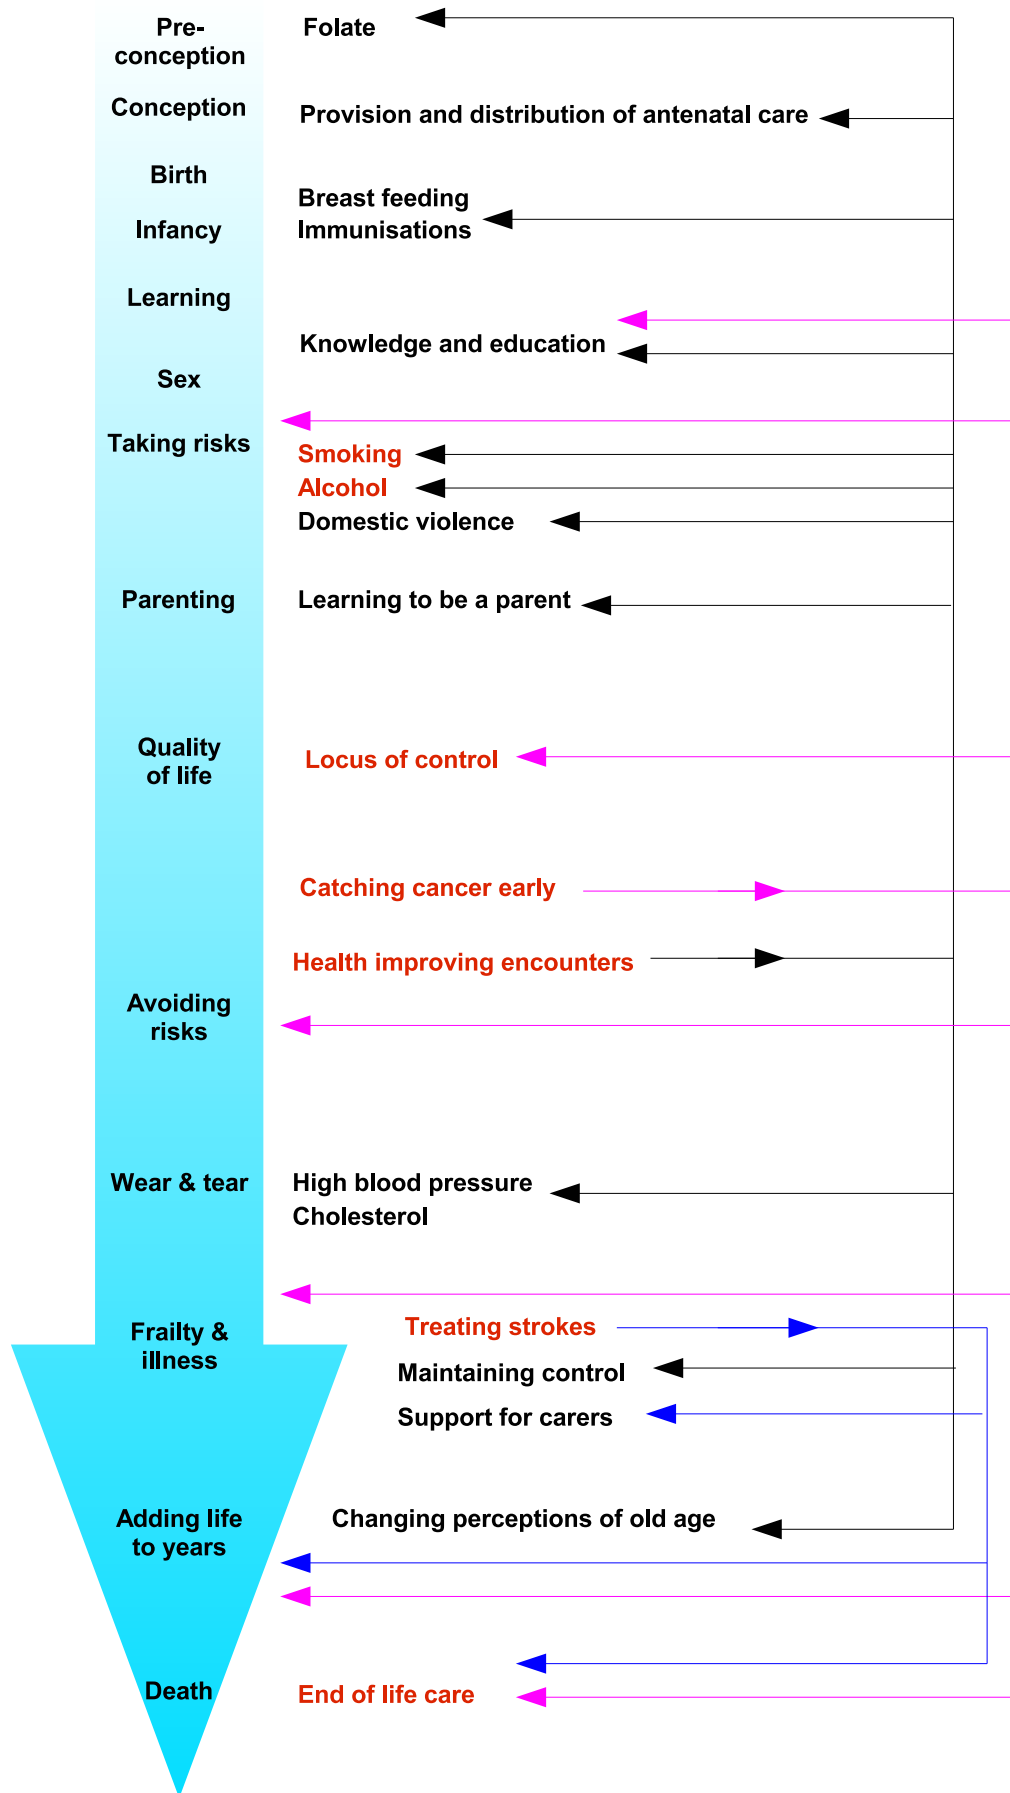 Pre-
conception
Folate
Conception
Provision and distribution of antenatal care
Birth
Breast feeding
Infancy
Immunisations
Learning
Knowledge and education
Sex
Taking risks
Smoking
Alcohol
Domestic violence
Parenting
Learning to be a parent
Quality
of life
Locus of control
Catching cancer early
Health improving encounters
Avoiding
risks
Wear & tear
High blood pressure
Cholesterol
Frailty &
illness
Treating strokes
Maintaining control
Support for carers
Adding life
to years
Changing perceptions of old age
Death
End of life care